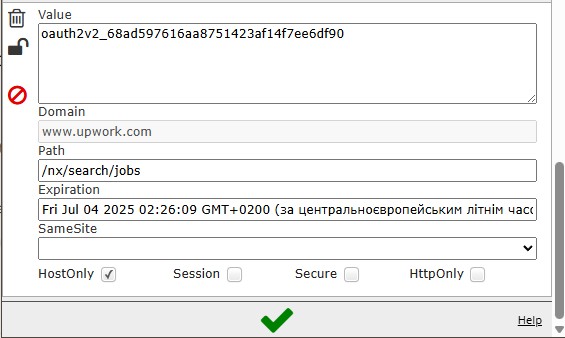 Value
oauth2v2_68ad597616aa8751423af14f7ee6df90
Domain
www.upwork.com
Path
/nx/search/jobs
Expiration
Fri Jul 04 2025 02:26:09 GMT+0200 (за центральноєвропейським літнім часо
SameSite
HostOnly Session Secure HttpOnly
Help